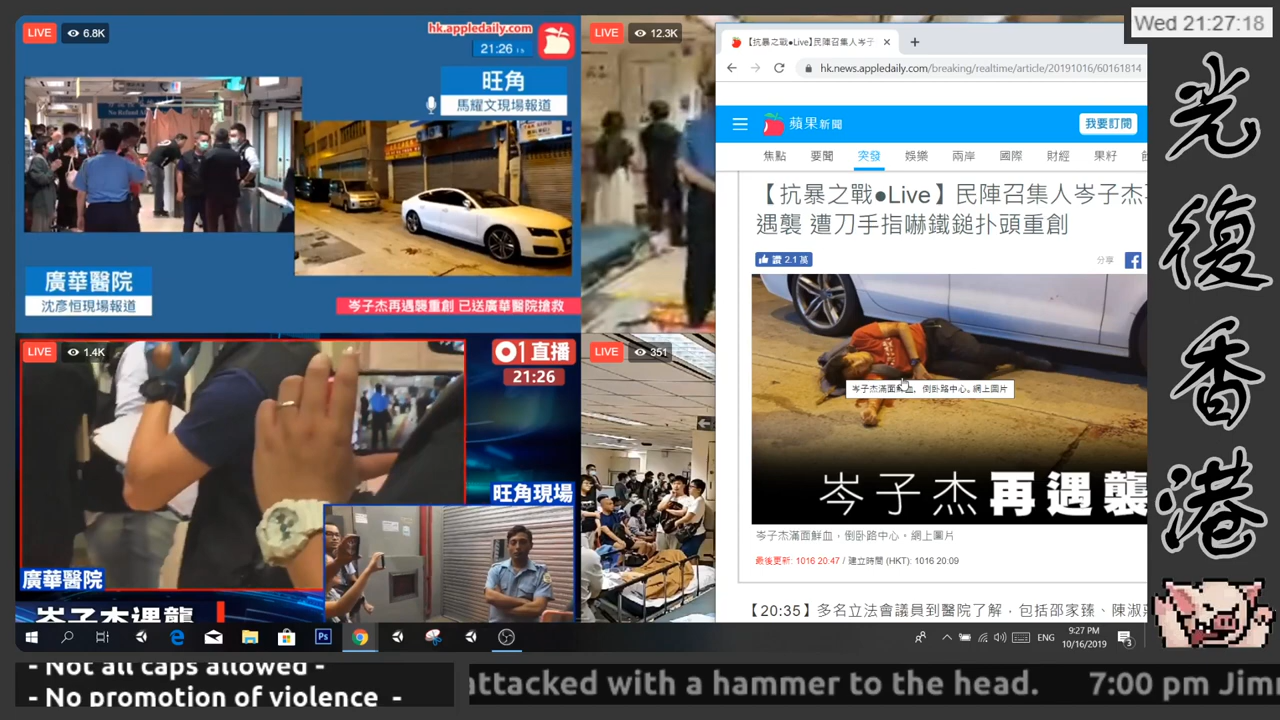 LIVE 6.8K
hk.appledaily.com
21:26 15
旺角
馬耀文現場報道
No Refund
廣華醫院
沈彥恒現場報道
岑子杰再遇襲重創 已送廣華醫院搶救
LIVE 12.3K
LIVE 1.4K
01直播
21:26
旺角現場
廣華醫院
岑子杰遇襲
LIVE 351
【抗暴之戰●Live】民陣召集人岑子
hk.news.appledaily.com/breaking/realtime/article/20191016/60161814
蘋果新聞
我要訂閱
焦點 要聞 突發 娛樂 兩岸 國際 財經 果籽
【抗暴之戰●Live】民陣召集人岑子杰
遇襲 遭刀手指嚇鐵鎚扑頭重創
讚 2.1 萬
分享
岑子杰滿面鮮血，倒卧路中心。網上圖片
岑子杰再遇襲
岑子杰滿面鮮血，倒卧路中心。網上圖片
最後更新: 1016 20:47 / 建立時間 (HKT): 1016 20:09
【20:35】多名立法會議員到醫院了解，包括邵家臻、陳淑
ENG
9:27 PM
10/16/2019
3
Wed 21:27:18
光復香港
- Not all caps allowed -
- No promotion of violence -
attacked with a hammer to the head. 7:00 pm Jim